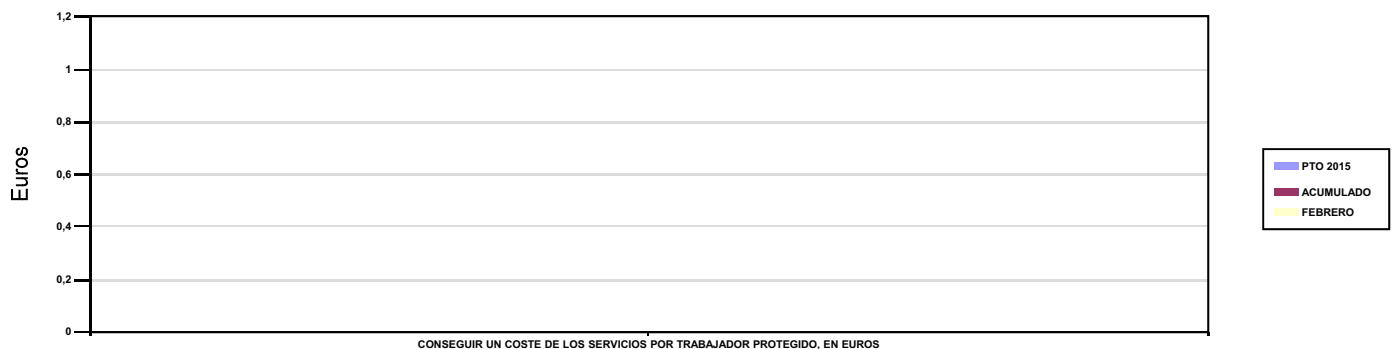 1,2
1
0,8
0,6
0,4
0,2
0
Euros
PTO 2015
ACUMULADO
FEBRERO
CONSEGUIR UN COSTE DE LOS SERVICIOS POR TRABAJADOR PROTEGIDO, EN EUROS